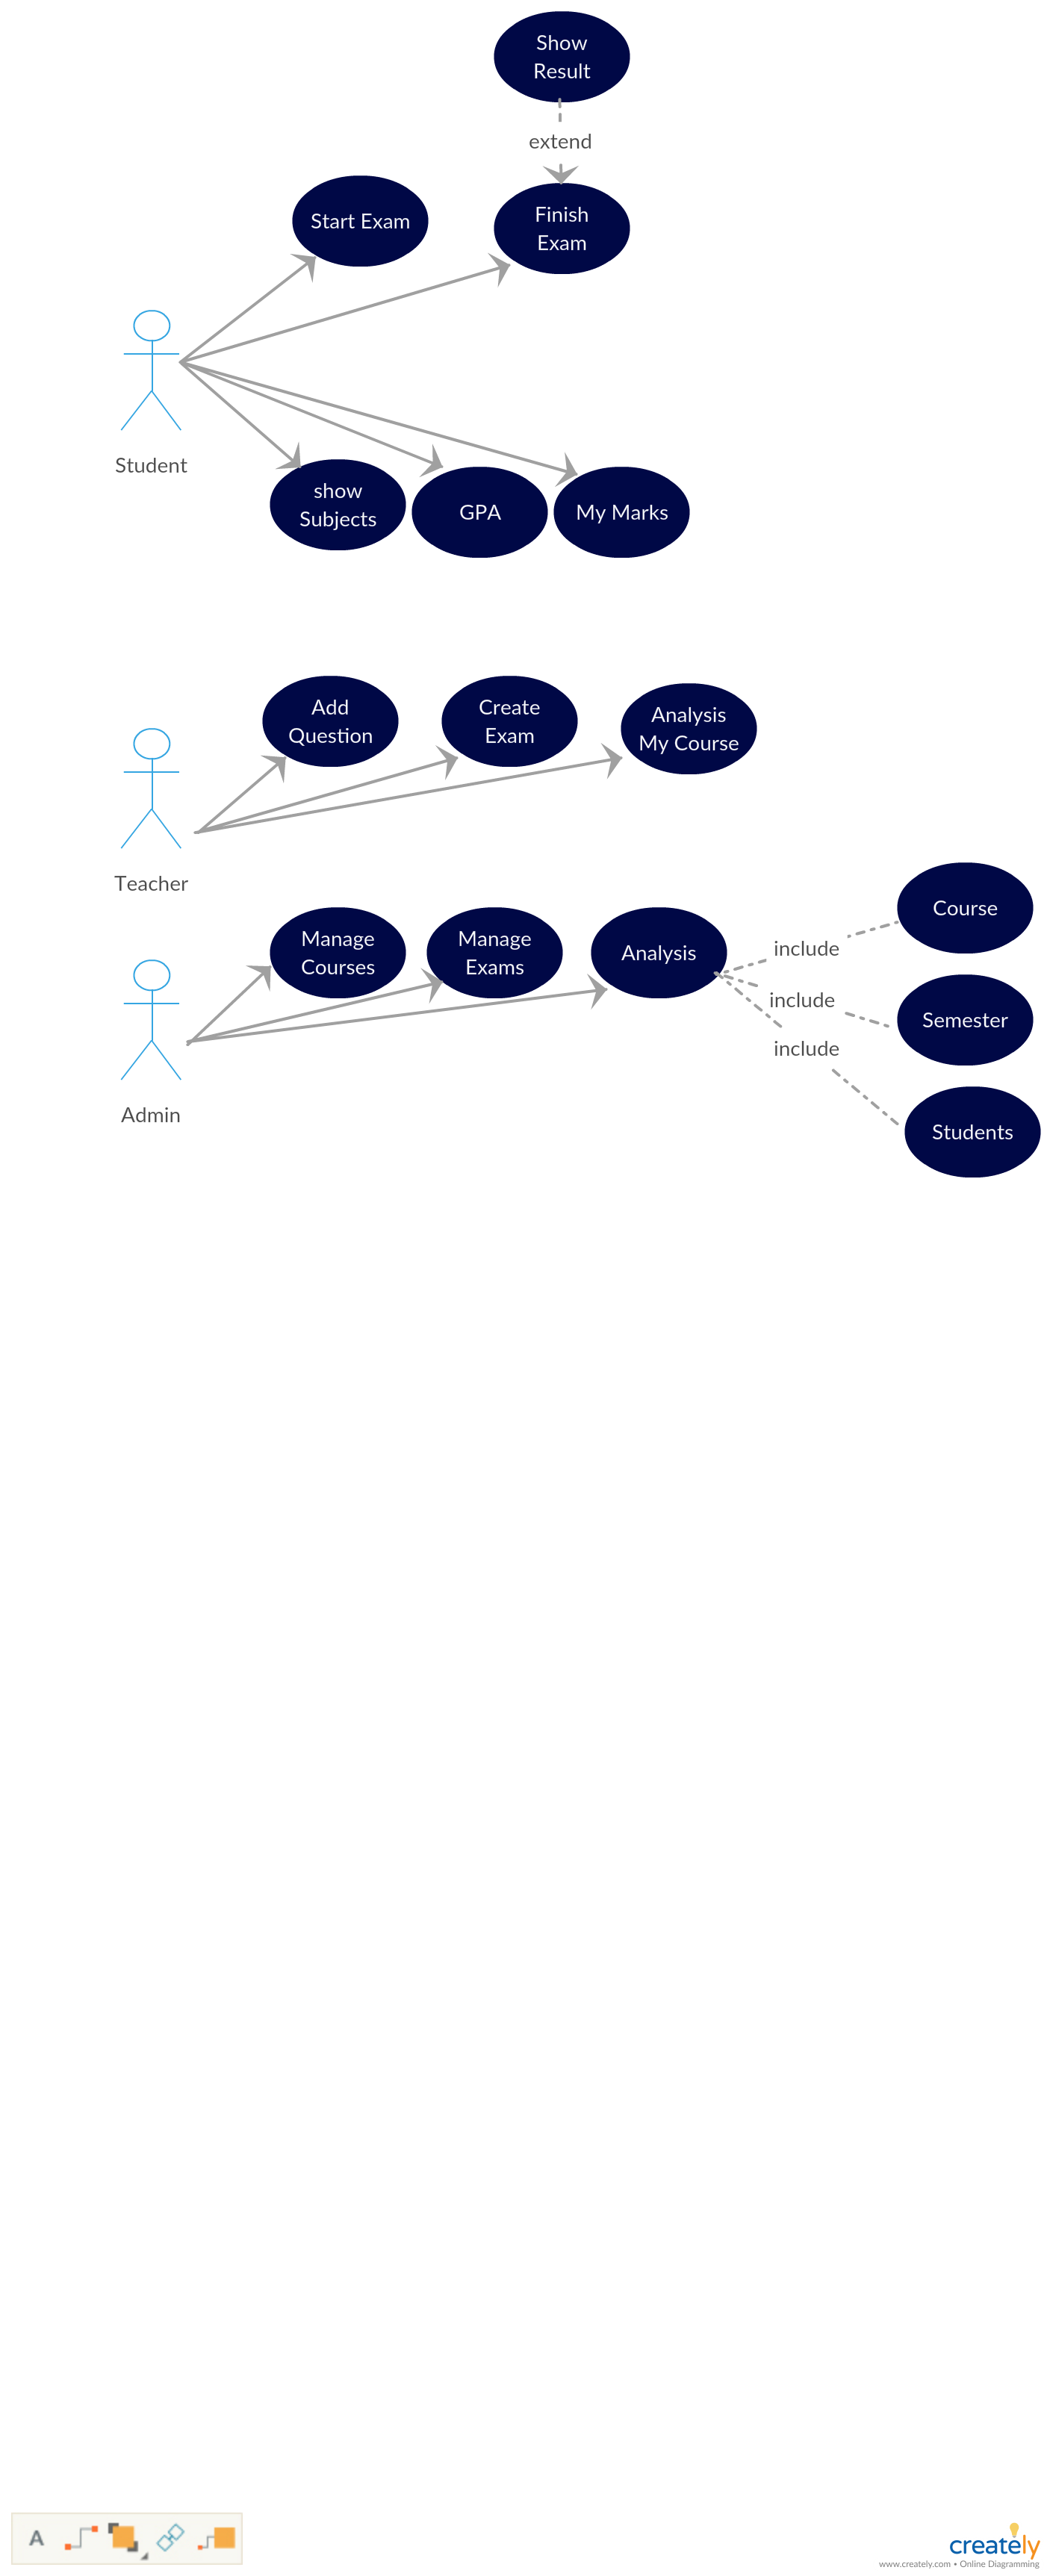 Show
Result
extend
Start Exam
Finish
Exam
Student
show
Subjects
GPA
My Marks
Add
Question
Create
Exam
Analysis
My Course
Teacher
Course
Manage
Courses
Manage
Exams
Analysis
include
include
Semester
include
Admin
Students
A
creately
www.creately.com • Online Diagramming